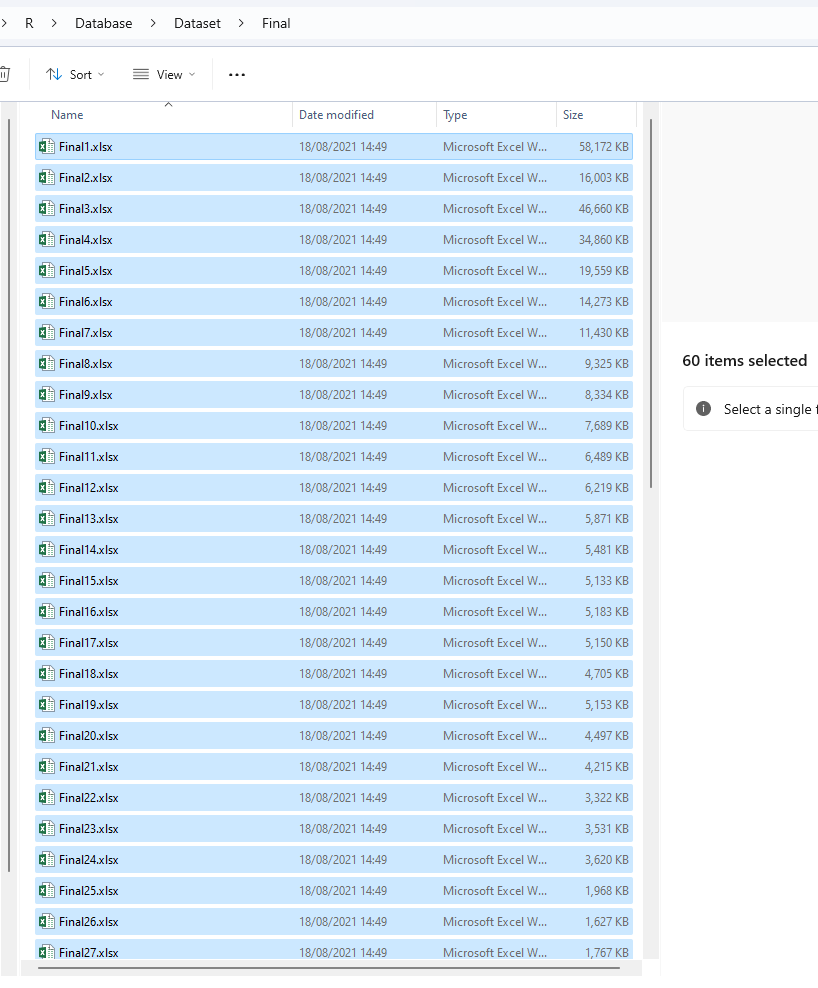 R > Database > Dataset > Final
Sort View ...
Name Date modified Type Size
Final1.xlsx 18/08/2021 14:49 Microsoft Excel W... 58,172 KB
Final2.xlsx 18/08/2021 14:49 Microsoft Excel W... 16,003 KB
Final3.xlsx 18/08/2021 14:49 Microsoft Excel W... 46,660 KB
Final4.xlsx 18/08/2021 14:49 Microsoft Excel W... 34,860 KB
Final5.xlsx 18/08/2021 14:49 Microsoft Excel W... 19,559 KB
Final6.xlsx 18/08/2021 14:49 Microsoft Excel W... 14,273 KB
Final7.xlsx 18/08/2021 14:49 Microsoft Excel W... 11,430 KB
Final8.xlsx 18/08/2021 14:49 Microsoft Excel W... 9,325 KB
Final9.xlsx 18/08/2021 14:49 Microsoft Excel W... 8,334 KB
Final10.xlsx 18/08/2021 14:49 Microsoft Excel W... 7,689 KB
Final11.xlsx 18/08/2021 14:49 Microsoft Excel W... 6,489 KB
Final12.xlsx 18/08/2021 14:49 Microsoft Excel W... 6,219 KB
Final13.xlsx 18/08/2021 14:49 Microsoft Excel W... 5,871 KB
Final14.xlsx 18/08/2021 14:49 Microsoft Excel W... 5,481 KB
Final15.xlsx 18/08/2021 14:49 Microsoft Excel W... 5,133 KB
Final16.xlsx 18/08/2021 14:49 Microsoft Excel W... 5,183 KB
Final17.xlsx 18/08/2021 14:49 Microsoft Excel W... 5,150 KB
Final18.xlsx 18/08/2021 14:49 Microsoft Excel W... 4,705 KB
Final19.xlsx 18/08/2021 14:49 Microsoft Excel W... 5,153 KB
Final20.xlsx 18/08/2021 14:49 Microsoft Excel W... 4,497 KB
Final21.xlsx 18/08/2021 14:49 Microsoft Excel W... 4,215 KB
Final22.xlsx 18/08/2021 14:49 Microsoft Excel W... 3,322 KB
Final23.xlsx 18/08/2021 14:49 Microsoft Excel W... 3,531 KB
Final24.xlsx 18/08/2021 14:49 Microsoft Excel W... 3,620 KB
Final25.xlsx 18/08/2021 14:49 Microsoft Excel W... 1,968 KB
Final26.xlsx 18/08/2021 14:49 Microsoft Excel W... 1,627 KB
Final27.xlsx 18/08/2021 14:49 Microsoft Excel W... 1,767 KB
60 items selected
Select a single